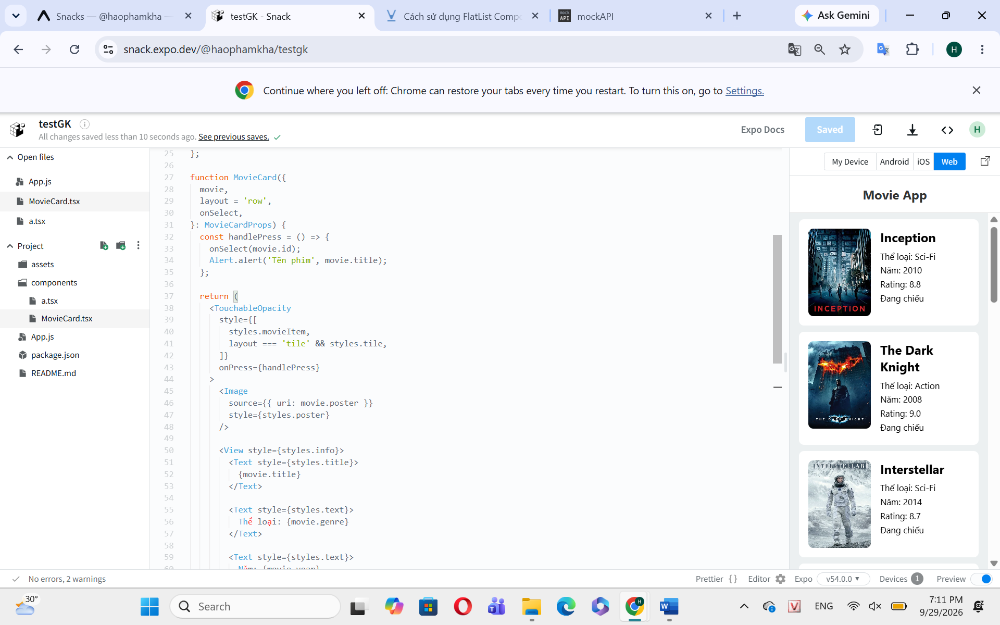 Snacks — @haophamkha —
testGK - Snack
Cách sử dụng FlatList Compo
mock API
mockAPI
Ask Gemini
snack.expo.dev/@haophamkha/testgk
H
Continue where you left off: Chrome can restore your tabs every time you restart. To turn this on, go to Settings.
testGK
All changes saved less than 10 seconds ago. See previous saves.
Expo Docs
Saved
H
Open files
App.js
MovieCard.tsx
a.tsx
Project
assets
components
a.tsx
MovieCard.tsx
App.js
package.json
README.md
25 };
26
27 function MovieCard({
28 movie,
29 layout = 'row',
30 onSelect,
31 }: MovieCardProps) {
32 const handlePress = () => {
33 onSelect(movie.id);
34 Alert.alert('Tên phim', movie.title);
35 };
36
37 return (
38 <TouchableOpacity
39 style={[
40 styles.movieItem,
41 layout === 'tile' && styles.tile,
42 ]}
43 onPress={handlePress}
44 >
45 <Image
46 source={{ uri: movie.poster }}
47 style={styles.poster}
48 />
49
50 <View style={styles.info}>
51 <Text style={styles.title}>
52 {movie.title}
53 </Text>
54
55 <Text style={styles.text}>
56 Thể loại: {movie.genre}
57 </Text>
58
59 <Text style={styles.text}>
60 Năm: {movie.year}
My Device
Android
iOS
Web
Movie App
INCEPTION
Inception
Thể loại: Sci-Fi
Năm: 2010
Rating: 8.8
Đang chiếu
THE DARK KNIGHT
The Dark
Knight
Thể loại: Action
Năm: 2008
Rating: 9.0
Đang chiếu
INTERSTELLAR
Interstellar
Thể loại: Sci-Fi
Năm: 2014
Rating: 8.7
Đang chiếu
No errors, 2 warnings
Prettier { }
Editor
Expo
v54.0.0
Devices 1
Preview
30°
Search
ENG
7:11 PM
9/29/2026